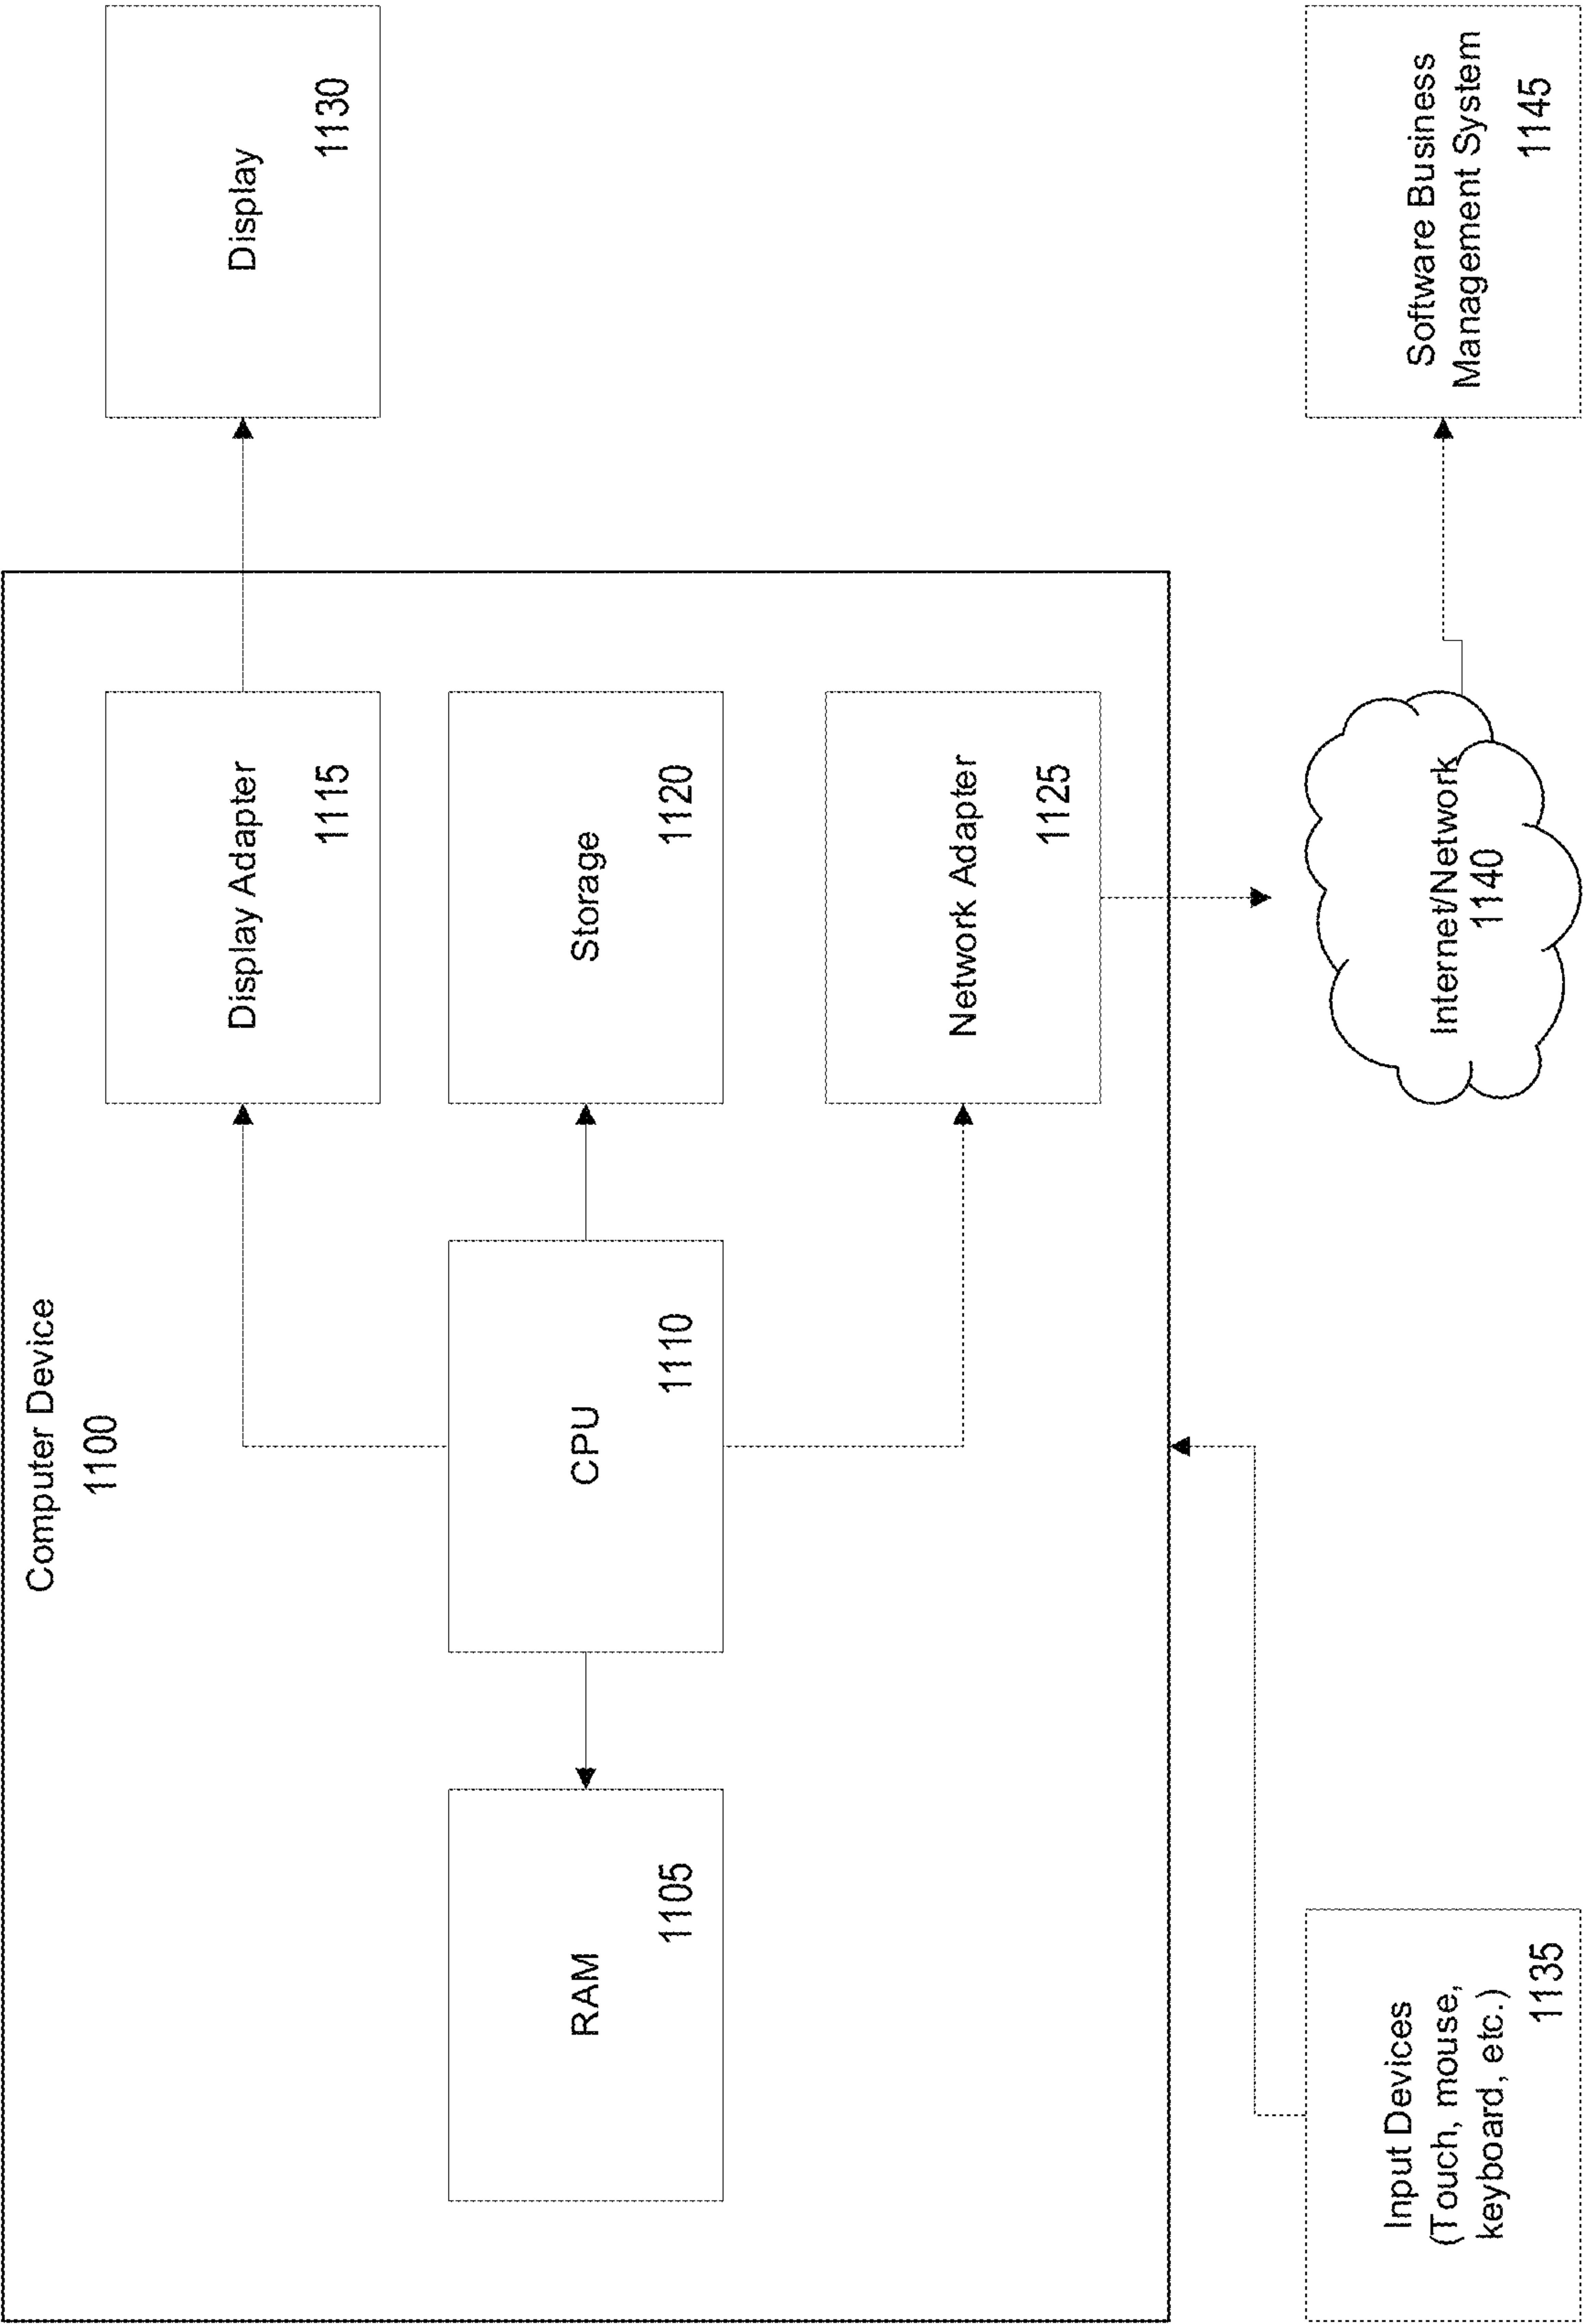 Computer Device
1100
Display Adapter
1115
Display
1130
RAM
1105
CPU
1110
Storage
1120
Network Adapter
1125
Input Devices
(Touch, mouse,
keyboard, etc.)
1135
Internet/Network
1140
Software Business
Management System
1145